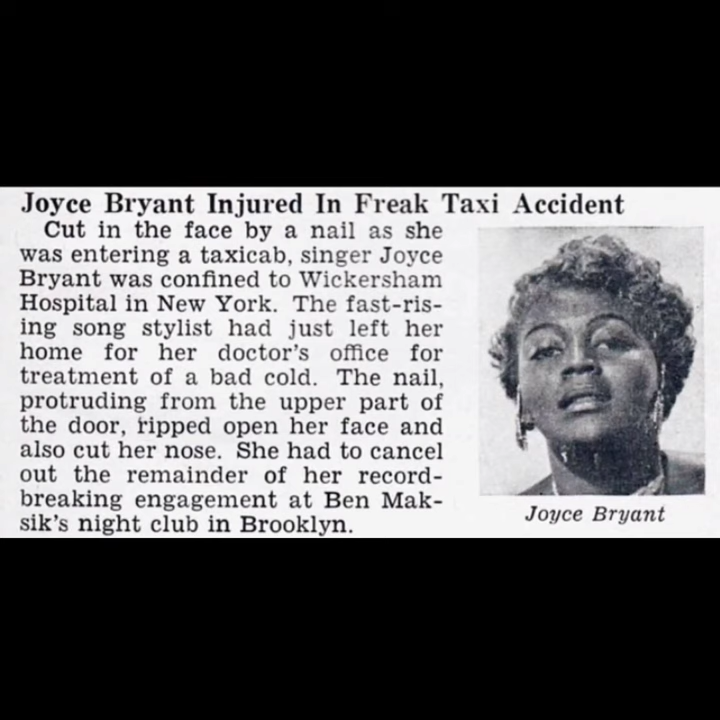 Joyce Bryant Injured In Freak Taxi Accident
Cut in the face by a nail as she
was entering a taxicab, singer Joyce
Bryant was confined to Wickersham
Hospital in New York. The fast-ris-
ing song stylist had just left her
home for her doctor's office for
treatment of a bad cold. The nail,
protruding from the upper part of
the door, ripped open her face and
also cut her nose. She had to cancel
out the remainder of her record-
breaking engagement at Ben Mak-
sik's night club in Brooklyn.
Joyce Bryant